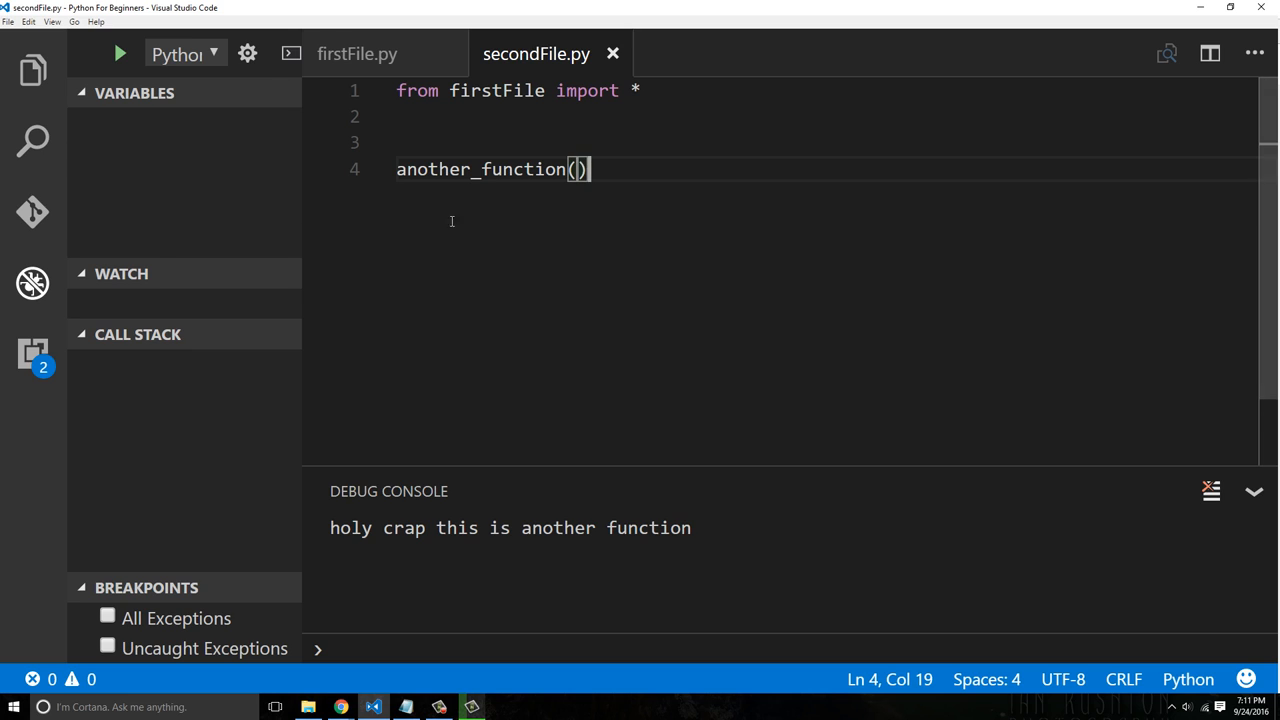 secondFile.py - Python For Beginners - Visual Studio Code
File Edit View Go Help
Python
firstFile.py
secondFile.py
VARIABLES
WATCH
CALL STACK
BREAKPOINTS
All Exceptions
Uncaught Exceptions
2
1 from firstFile import *
2
3
4 another_function()
DEBUG CONSOLE
holy crap this is another function
0 0
Ln 4, Col 19 Spaces: 4 UTF-8 CRLF Python
I'm Cortana. Ask me anything.
IAN RUSHTON
7:11 PM
9/24/2016